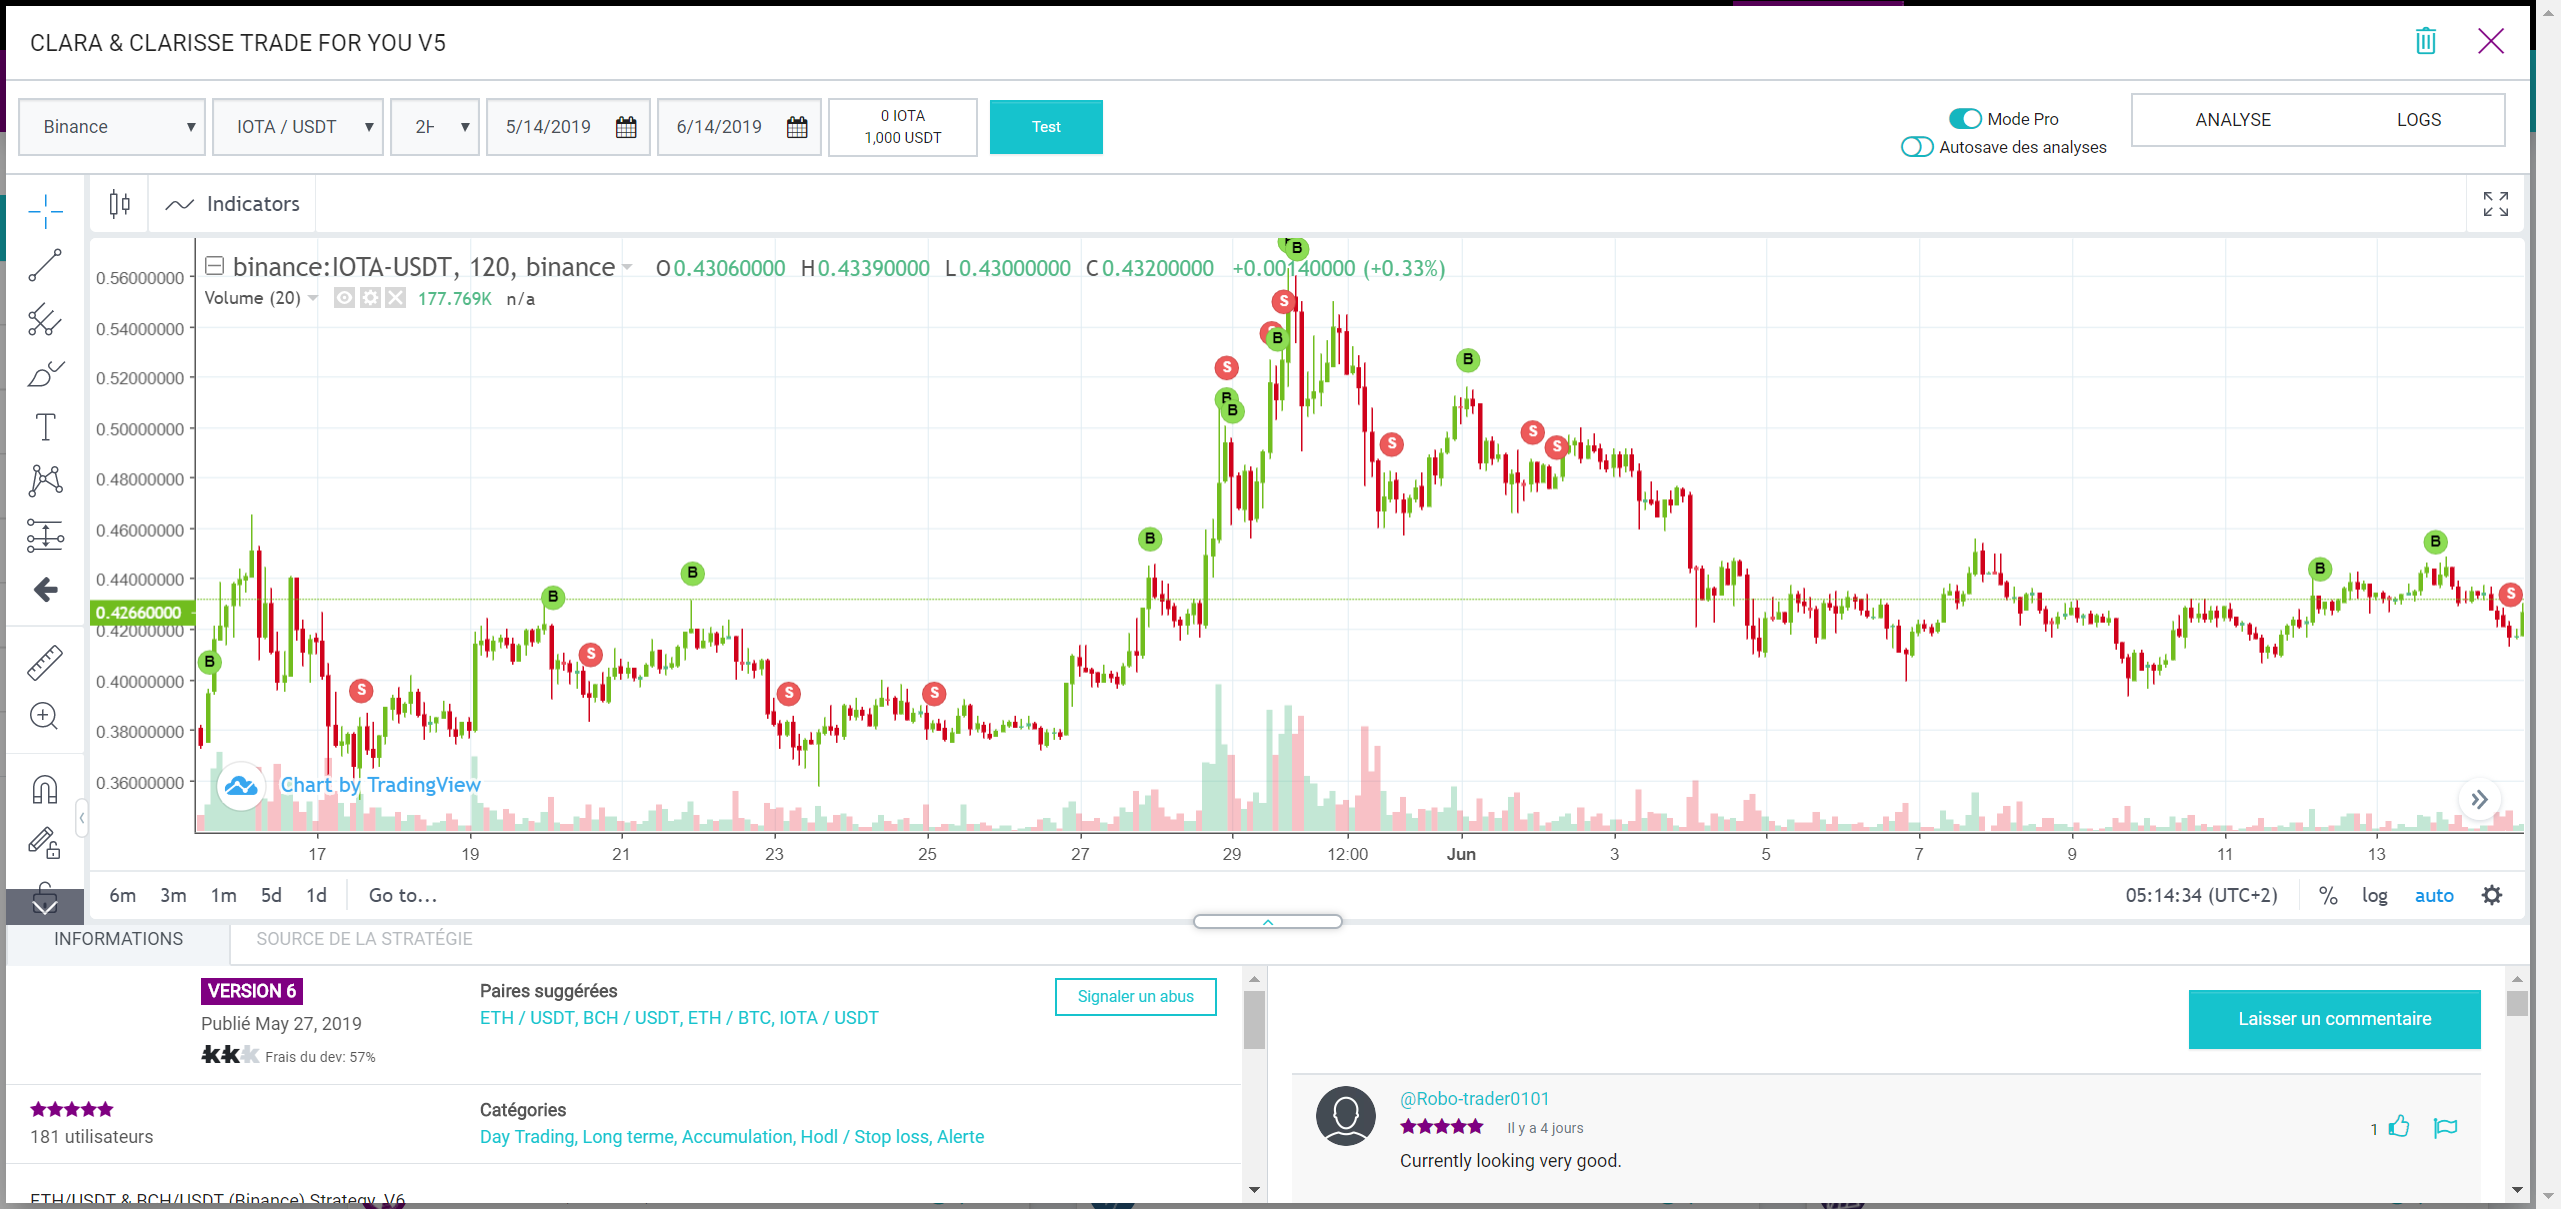 CLARA & CLARISSE TRADE FOR YOU V5
Binance
IOTA / USDT
5/14/2019
6/14/2019
0 IOTA
1,000 USDT
Test
Mode Pro
Autosave des analyses
ANALYSE
LOGS
Indicators
binance:IOTA-USDT, 120, binance O0.43060000 H0.43390000 L0.43000000 C0.43200000 +0.00140000 (+0.33%)
Volume (20) 177.769K n/a
0.56000000
0.54000000
0.52000000
0.50000000
0.48000000
0.46000000
0.44000000
0.42660000
0.42000000
0.40000000
0.38000000
0.36000000
B
S
B
S
B
S
S
B
S
B
B
S
B
S
B
S
B
S
S
B
B
S
Chart by TradingView
17 19 21 23 25 27 29 12:00 Jun 3 5 7 9 11 13
6m 3m 1m 5d 1d Go to...
05:14:34 (UTC+2) % log auto
INFORMATIONS
SOURCE DE LA STRATÉGIE
VERSION 6
Publié May 27, 2019
Frais du dev: 57%
Paires suggérées
ETH / USDT, BCH / USDT, ETH / BTC, IOTA / USDT
Signaler un abus
181 utilisateurs
Catégories
Day Trading, Long terme, Accumulation, Hodl / Stop loss, Alerte
ETH/USDT & BCH/USDT (Binance) Strategy V6
Laisser un commentaire
@Robo-trader0101
Il y a 4 jours
1
Currently looking very good.